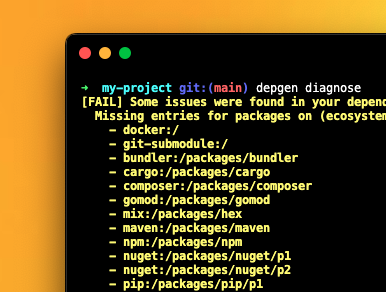 ➜ my-project git:(main) depgen diagnose
[FAIL] Some issues were found in your
Missing entries for packages on (ecosystem
- docker:/
- git-submodule:/
- bundler:/packages/bundler
- cargo:/packages/cargo
- composer:/packages/composer
- gomod:/packages/gomod
- mix:/packages/hex
- maven:/packages/maven
- npm:/packages/npm
- nuget:/packages/nuget/p1
- nuget:/packages/nuget/p2
- pip:/packages/pip/p1